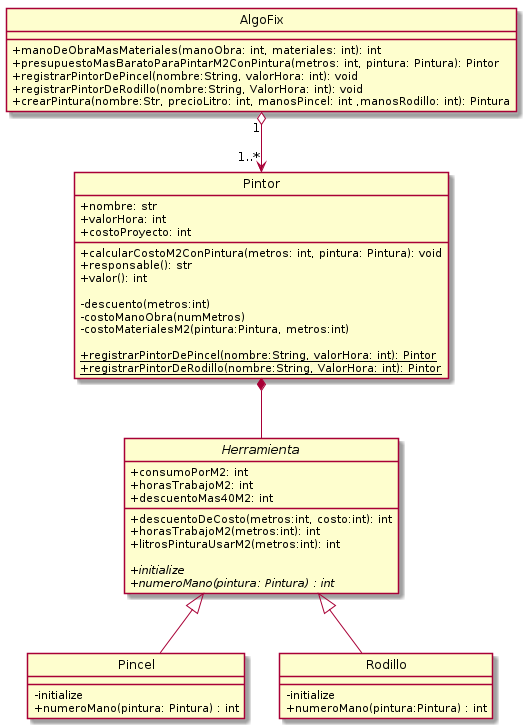 AlgoFix
+manoDeObraMasMateriales(manoObra: int, materiales: int): int
+presupuestoMasBaratoParaPintarM2ConPintura(metros: int, pintura: Pintura): Pintor
+registrarPintorDePincel(nombre:String, valorHora: int): void
+registrarPintorDeRodillo(nombre:String, ValorHora: int): void
+crearPintura(nombre:Str, precioLitro: int, manosPincel: int ,manosRodillo: int): Pintura
1
1..*
Pintor
+nombre: str
+valorHora: int
+costoProyecto: int
+calcularCostoM2ConPintura(metros: int, pintura: Pintura): void
+responsable(): str
+valor(): int
-descuento(metros:int)
-costoManoObra(numMetros)
-costoMaterialesM2(pintura:Pintura, metros:int)
+registrarPintorDePincel(nombre:String, valorHora: int): Pintor
+registrarPintorDeRodillo(nombre:String, ValorHora: int): Pintor
Herramienta
+consumoPorM2: int
+horasTrabajoM2: int
+descuentoMas40M2: int
+descuentoDeCosto(metros:int, costo:int): int
+horasTrabajoM2(metros:int): int
+litrosPinturaUsarM2(metros:int): int
+initialize
+numeroMano(pintura: Pintura) : int
Pincel
-initialize
+numeroMano(pintura: Pintura) : int
Rodillo
-initialize
+numeroMano(pintura:Pintura) : int